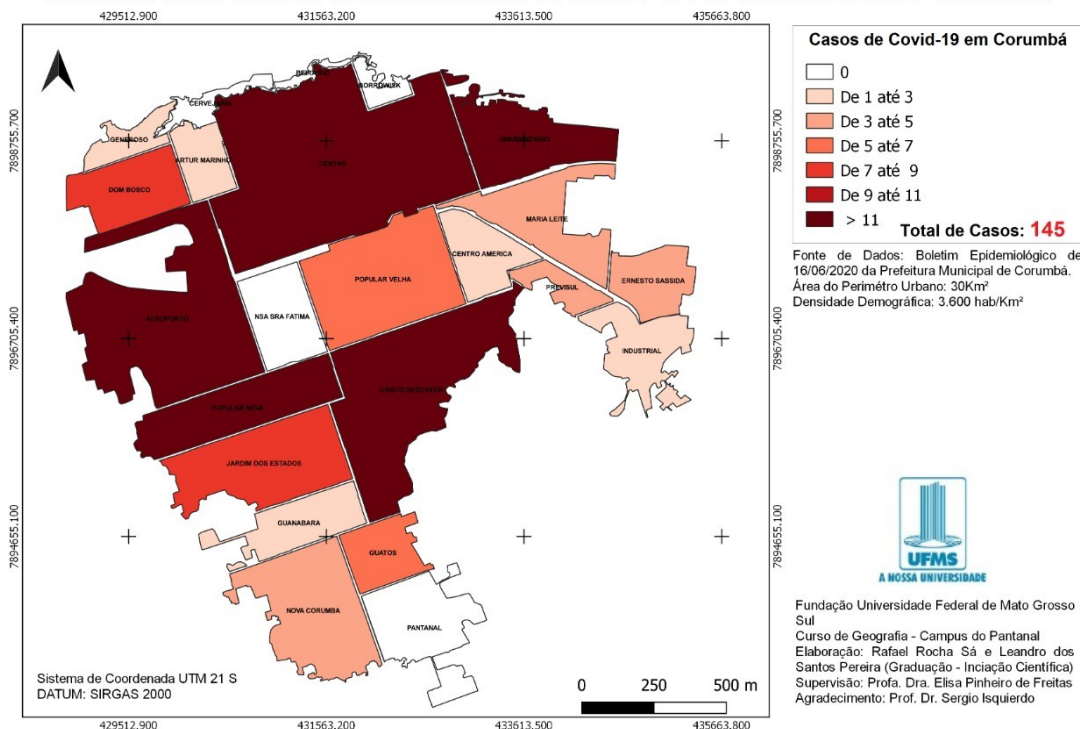 429512.900 431563.200 433613.500 435663.800
7898755.700
7896705.400
7894655.100
CERVEJARIA
BORROWISK
GENEROSO
ARTUR MARINHO
CENTRO
UNIVERSITARIO
DOM BOSCO
MARIA LEITE
CENTRO AMERICA
POPULAR VELHA
PREVISUL
ERNESTO SASSIDA
NSA SRA FATIMA
AEROPORTO
INDUSTRIAL
CRISTO REDENTOR
POPULAR NOVA
JARDIM DOS ESTADOS
GUANABARA
GUATOS
NOVA CORUMBA
PANTANAL
Sistema de Coordenada UTM 21 S
DATUM: SIRGAS 2000
0 250 500 m
7898755.700
7896705.400
7894655.100
429512.900 431563.200 433613.500 435663.800
Casos de Covid-19 em Corumbá
0
De 1 até 3
De 3 até 5
De 5 até 7
De 7 até 9
De 9 até 11
> 11
Total de Casos: 145
Fonte de Dados: Boletim Epidemiológico de
16/06/2020 da Prefeitura Municipal de Corumbá.
Área do Perimétro Urbano: 30Km²
Densidade Demográfica: 3.600 hab/Km²
UFMS
A NOSSA UNIVERSIDADE
Fundação Universidade Federal de Mato Grosso
Sul
Curso de Geografia - Campus do Pantanal
Elaboração: Rafael Rocha Sá e Leandro dos
Santos Pereira (Graduação - Iniciação Científica)
Supervisão: Profa. Dra. Elisa Pinheiro de Freitas
Agradecimento: Prof. Dr. Sergio Isquierdo